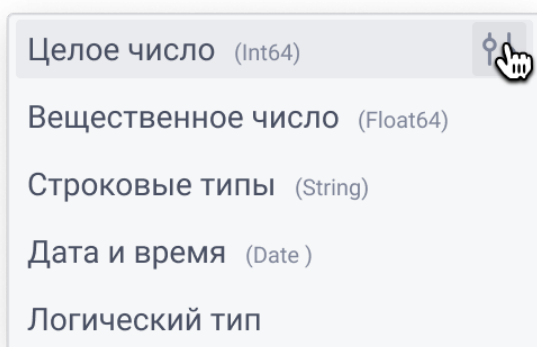 Целое число (Int64)
Вещественное число (Float64)
Строковые типы (String)
Дата и время (Date )
Логический тип